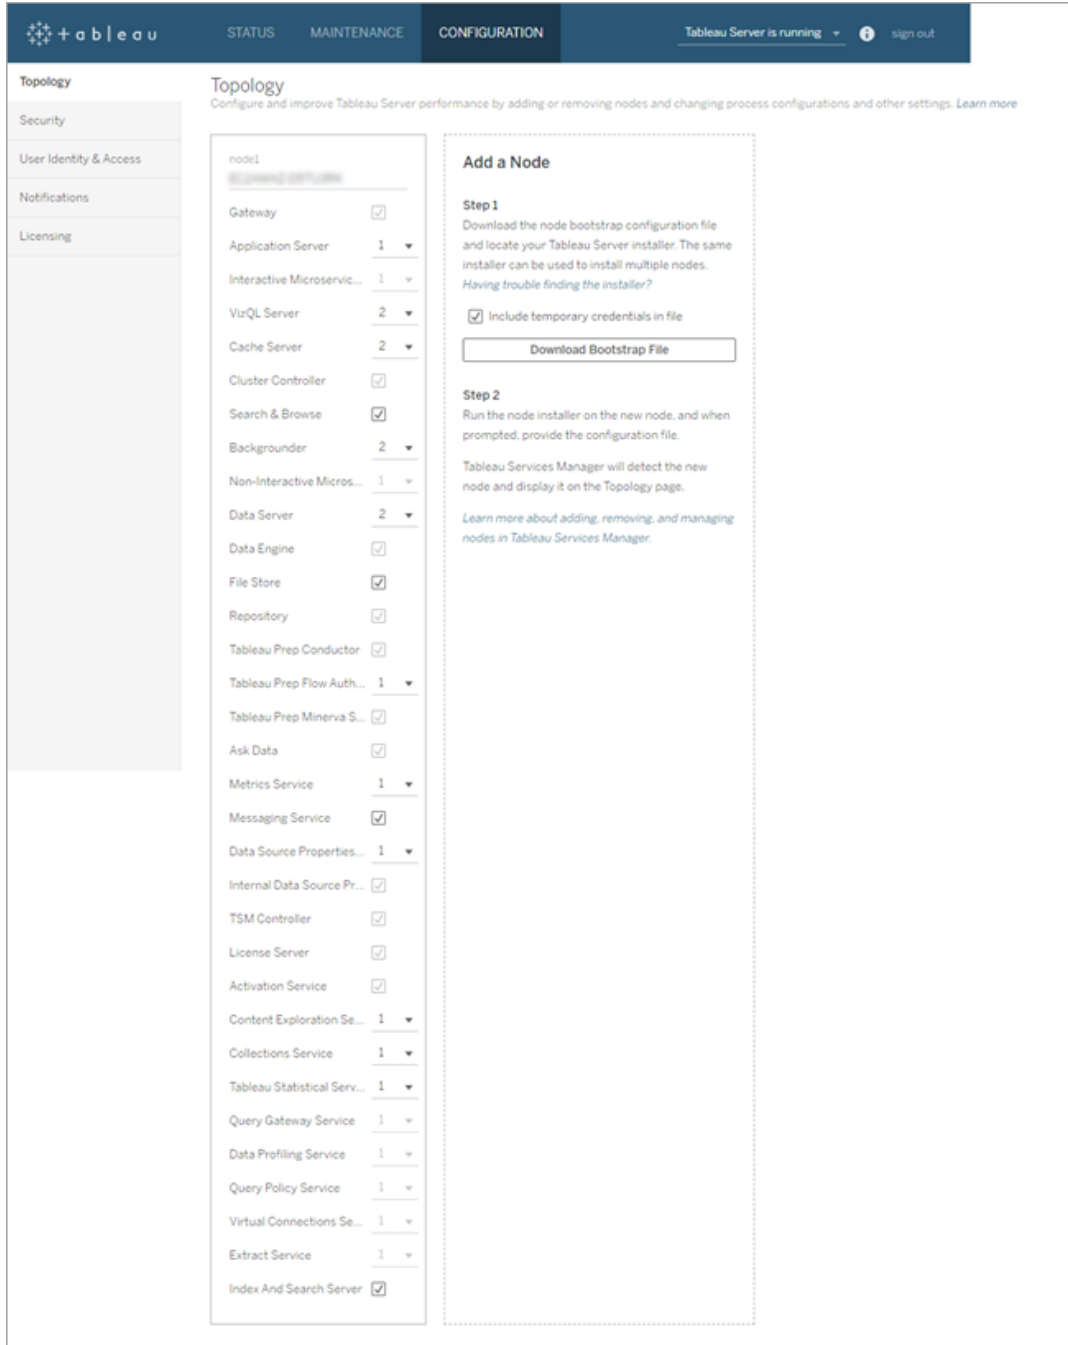 tableau STATUS MAINTENANCE CONFIGURATION Tableau Server is running sign out
Topology
Security
User Identity & Access
Notifications
Licensing
Topology
Configure and improve Tableau Server performance by adding or removing nodes and changing process configurations and other settings. Learn more
node1
Gateway
Application Server 1
Interactive Microservic... 1
VizQL Server 2
Cache Server 2
Cluster Controller
Search & Browse
Backgrounder 2
Non-Interactive Micros... 1
Data Server 2
Data Engine
File Store
Repository
Tableau Prep Conductor
Tableau Prep Flow Auth... 1
Tableau Prep Minerva S...
Ask Data
Metrics Service 1
Messaging Service
Data Source Properties... 1
Internal Data Source Pr...
TSM Controller
License Server
Activation Service
Content Exploration Se... 1
Collections Service 1
Tableau Statistical Serv... 1
Query Gateway Service 1
Data Profiling Service 1
Query Policy Service 1
Virtual Connections Se... 1
Extract Service 1
Index And Search Server
Add a Node
Step 1
Download the node bootstrap configuration file
and locate your Tableau Server installer. The same
installer can be used to install multiple nodes.
Having trouble finding the installer?
Include temporary credentials in file
Download Bootstrap File
Step 2
Run the node installer on the new node, and when
prompted, provide the configuration file.
Tableau Services Manager will detect the new
node and display it on the Topology page.
Learn more about adding, removing, and managing
nodes in Tableau Services Manager.